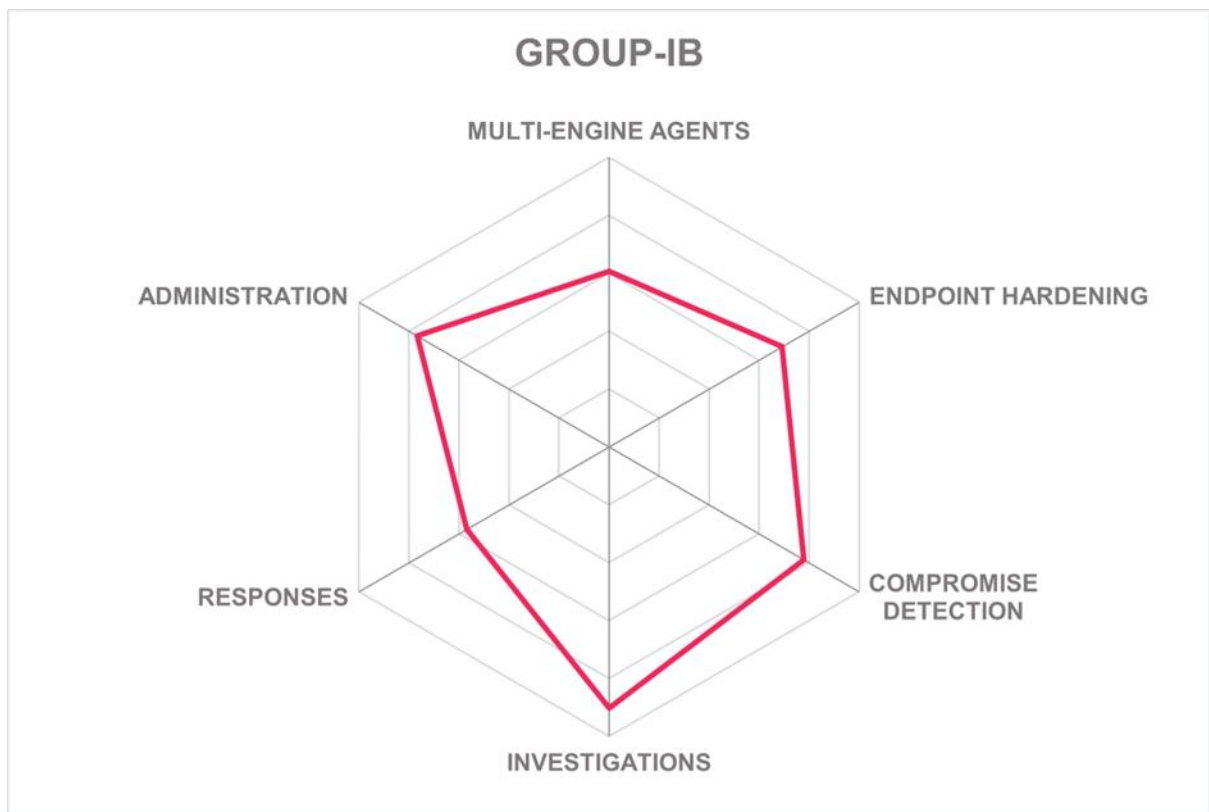 GROUP-IB
MULTI-ENGINE AGENTS
ADMINISTRATION
ENDPOINT HARDENING
RESPONSES
COMPROMISE
DETECTION
INVESTIGATIONS